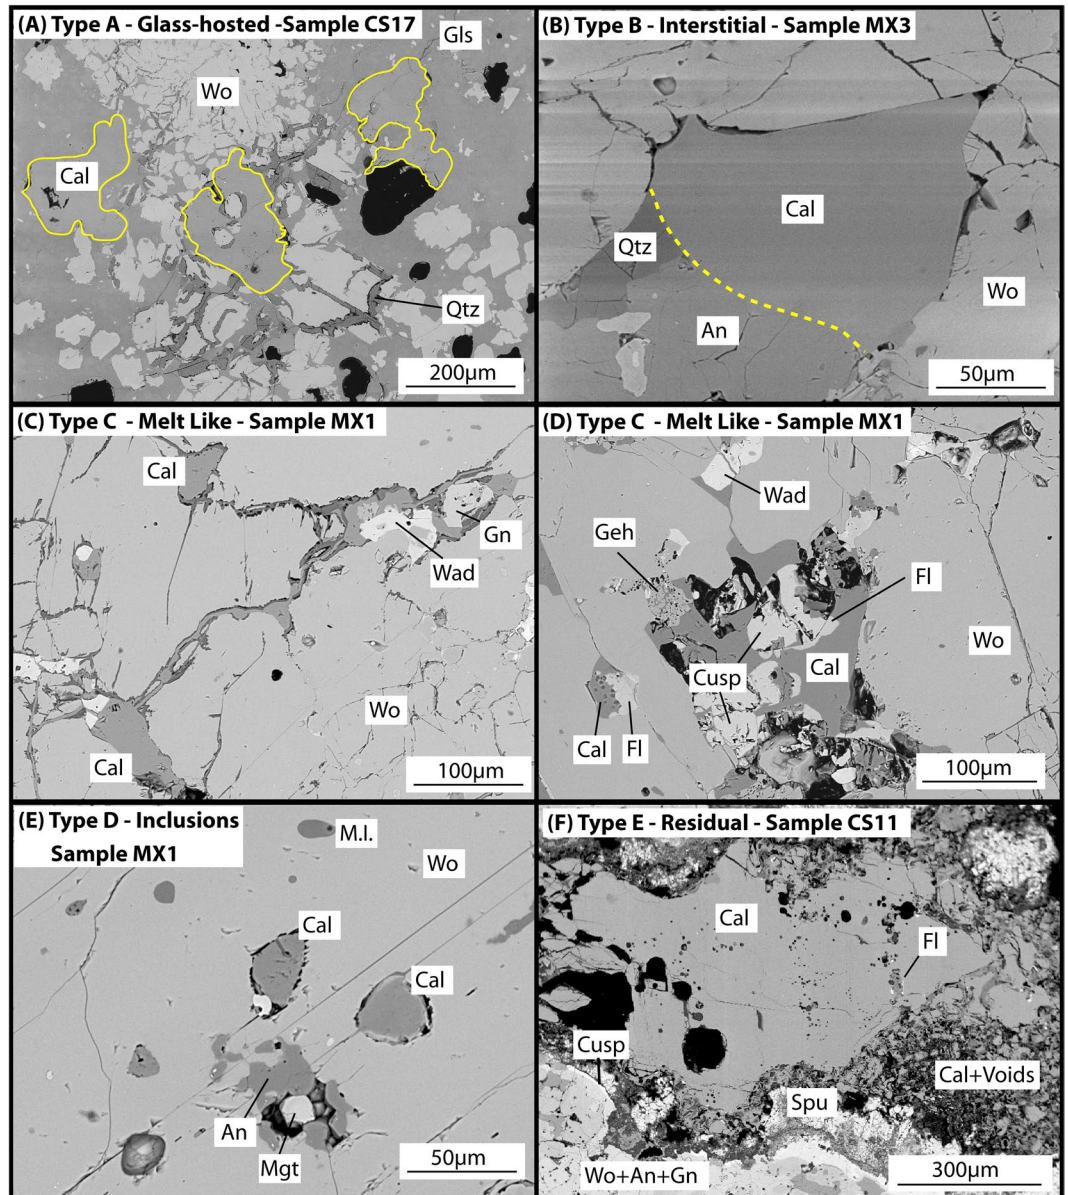 (A) Type A - Glass-hosted -Sample CS17
Gls
Wo
Cal
Qtz
200µm
(B) Type B - Interstitial - Sample MX3
Cal
Qtz
An
Wo
50µm
(C) Type C - Melt Like - Sample MX1
Cal
Gn
Wad
Wo
Cal
100µm
(D) Type C - Melt Like - Sample MX1
Wad
Geh
Fl
Wo
Cal
Cusp
Cal
Fl
100µm
(E) Type D - Inclusions
Sample MX1
M.I.
Wo
Cal
Cal
An
Mgt
50µm
(F) Type E - Residual - Sample CS11
Cal
Fl
Cusp
Cal+Voids
Spu
Wo+An+Gn
300µm